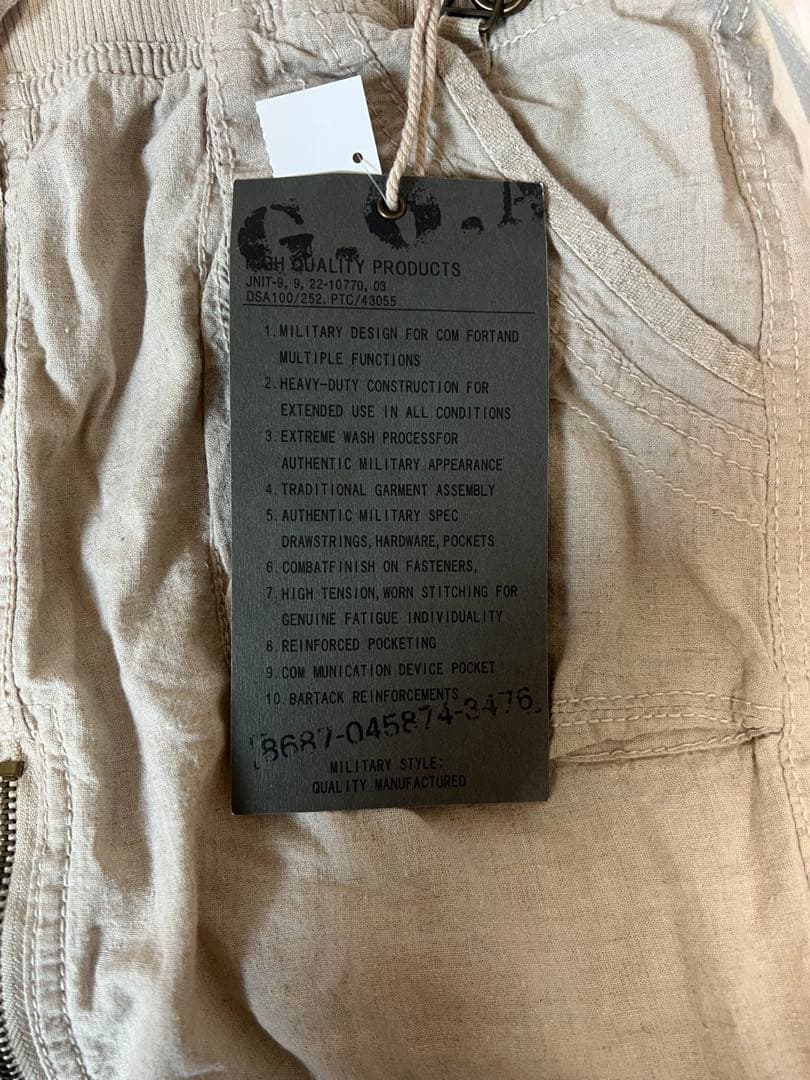 HIGH QUALITY PRODUCTS
JNIT-9, 9, 22-10770, 03
DSA100/252. PTC/43055
1. MILITARY DESIGN FOR COM FORTAND
MULTIPLE FUNCTIONS
2. HEAVY-DUTY CONSTRUCTION FOR
EXTENDED USE IN ALL CONDITIONS
3. EXTREME WASH PROCESSFOR
AUTHENTIC MILITARY APPEARANCE
4. TRADITIONAL GARMENT ASSEMBLY
5. AUTHENTIC MILITARY SPEC
DRAWSTRINGS, HARDWARE, POCKETS
6. COMBATFINISH ON FASTENERS,
7. HIGH TENSION, WORN STITCHING FOR
GENUINE FATIGUE INDIVIDUALITY
8. REINFORCED POCKETING
9. COM MUNICATION DEVICE POCKET
10. BARTACK REINFORCEMENTS
8687-045874-3476
MILITARY STYLE:
QUALITY MANUFACTURED